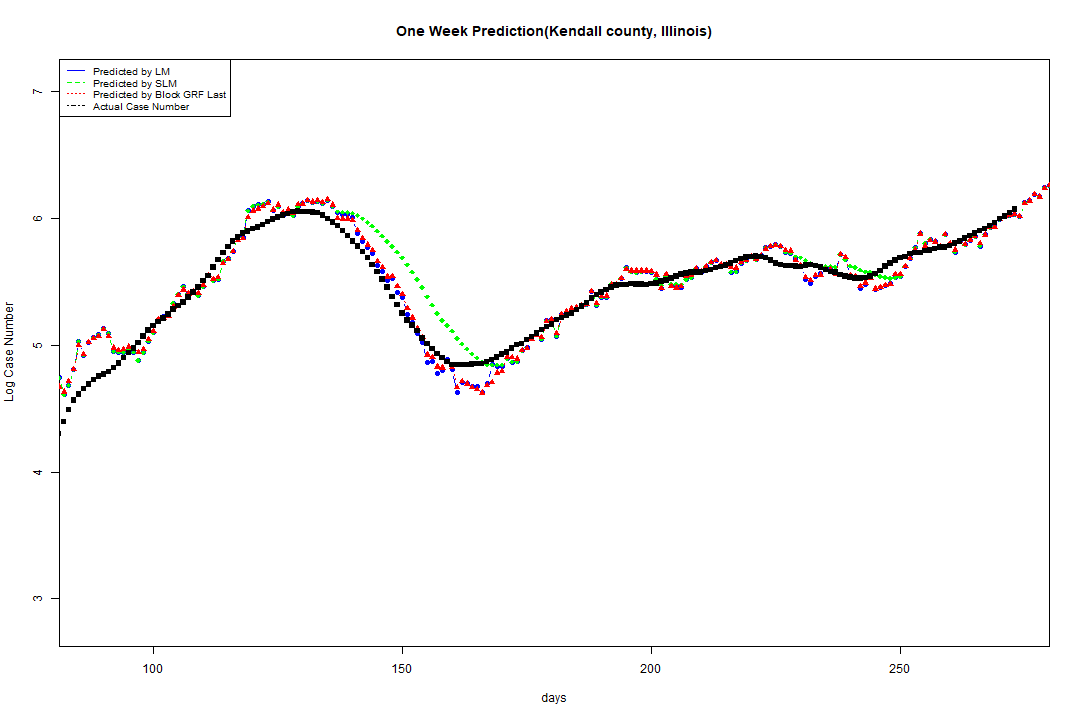 One Week Prediction(Kendall county, Illinois)
Predicted by LM
Predicted by SLM
Predicted by Block GRF Last
Actual Case Number
7
6
5
4
3
Log Case Number
100 150 200 250
days